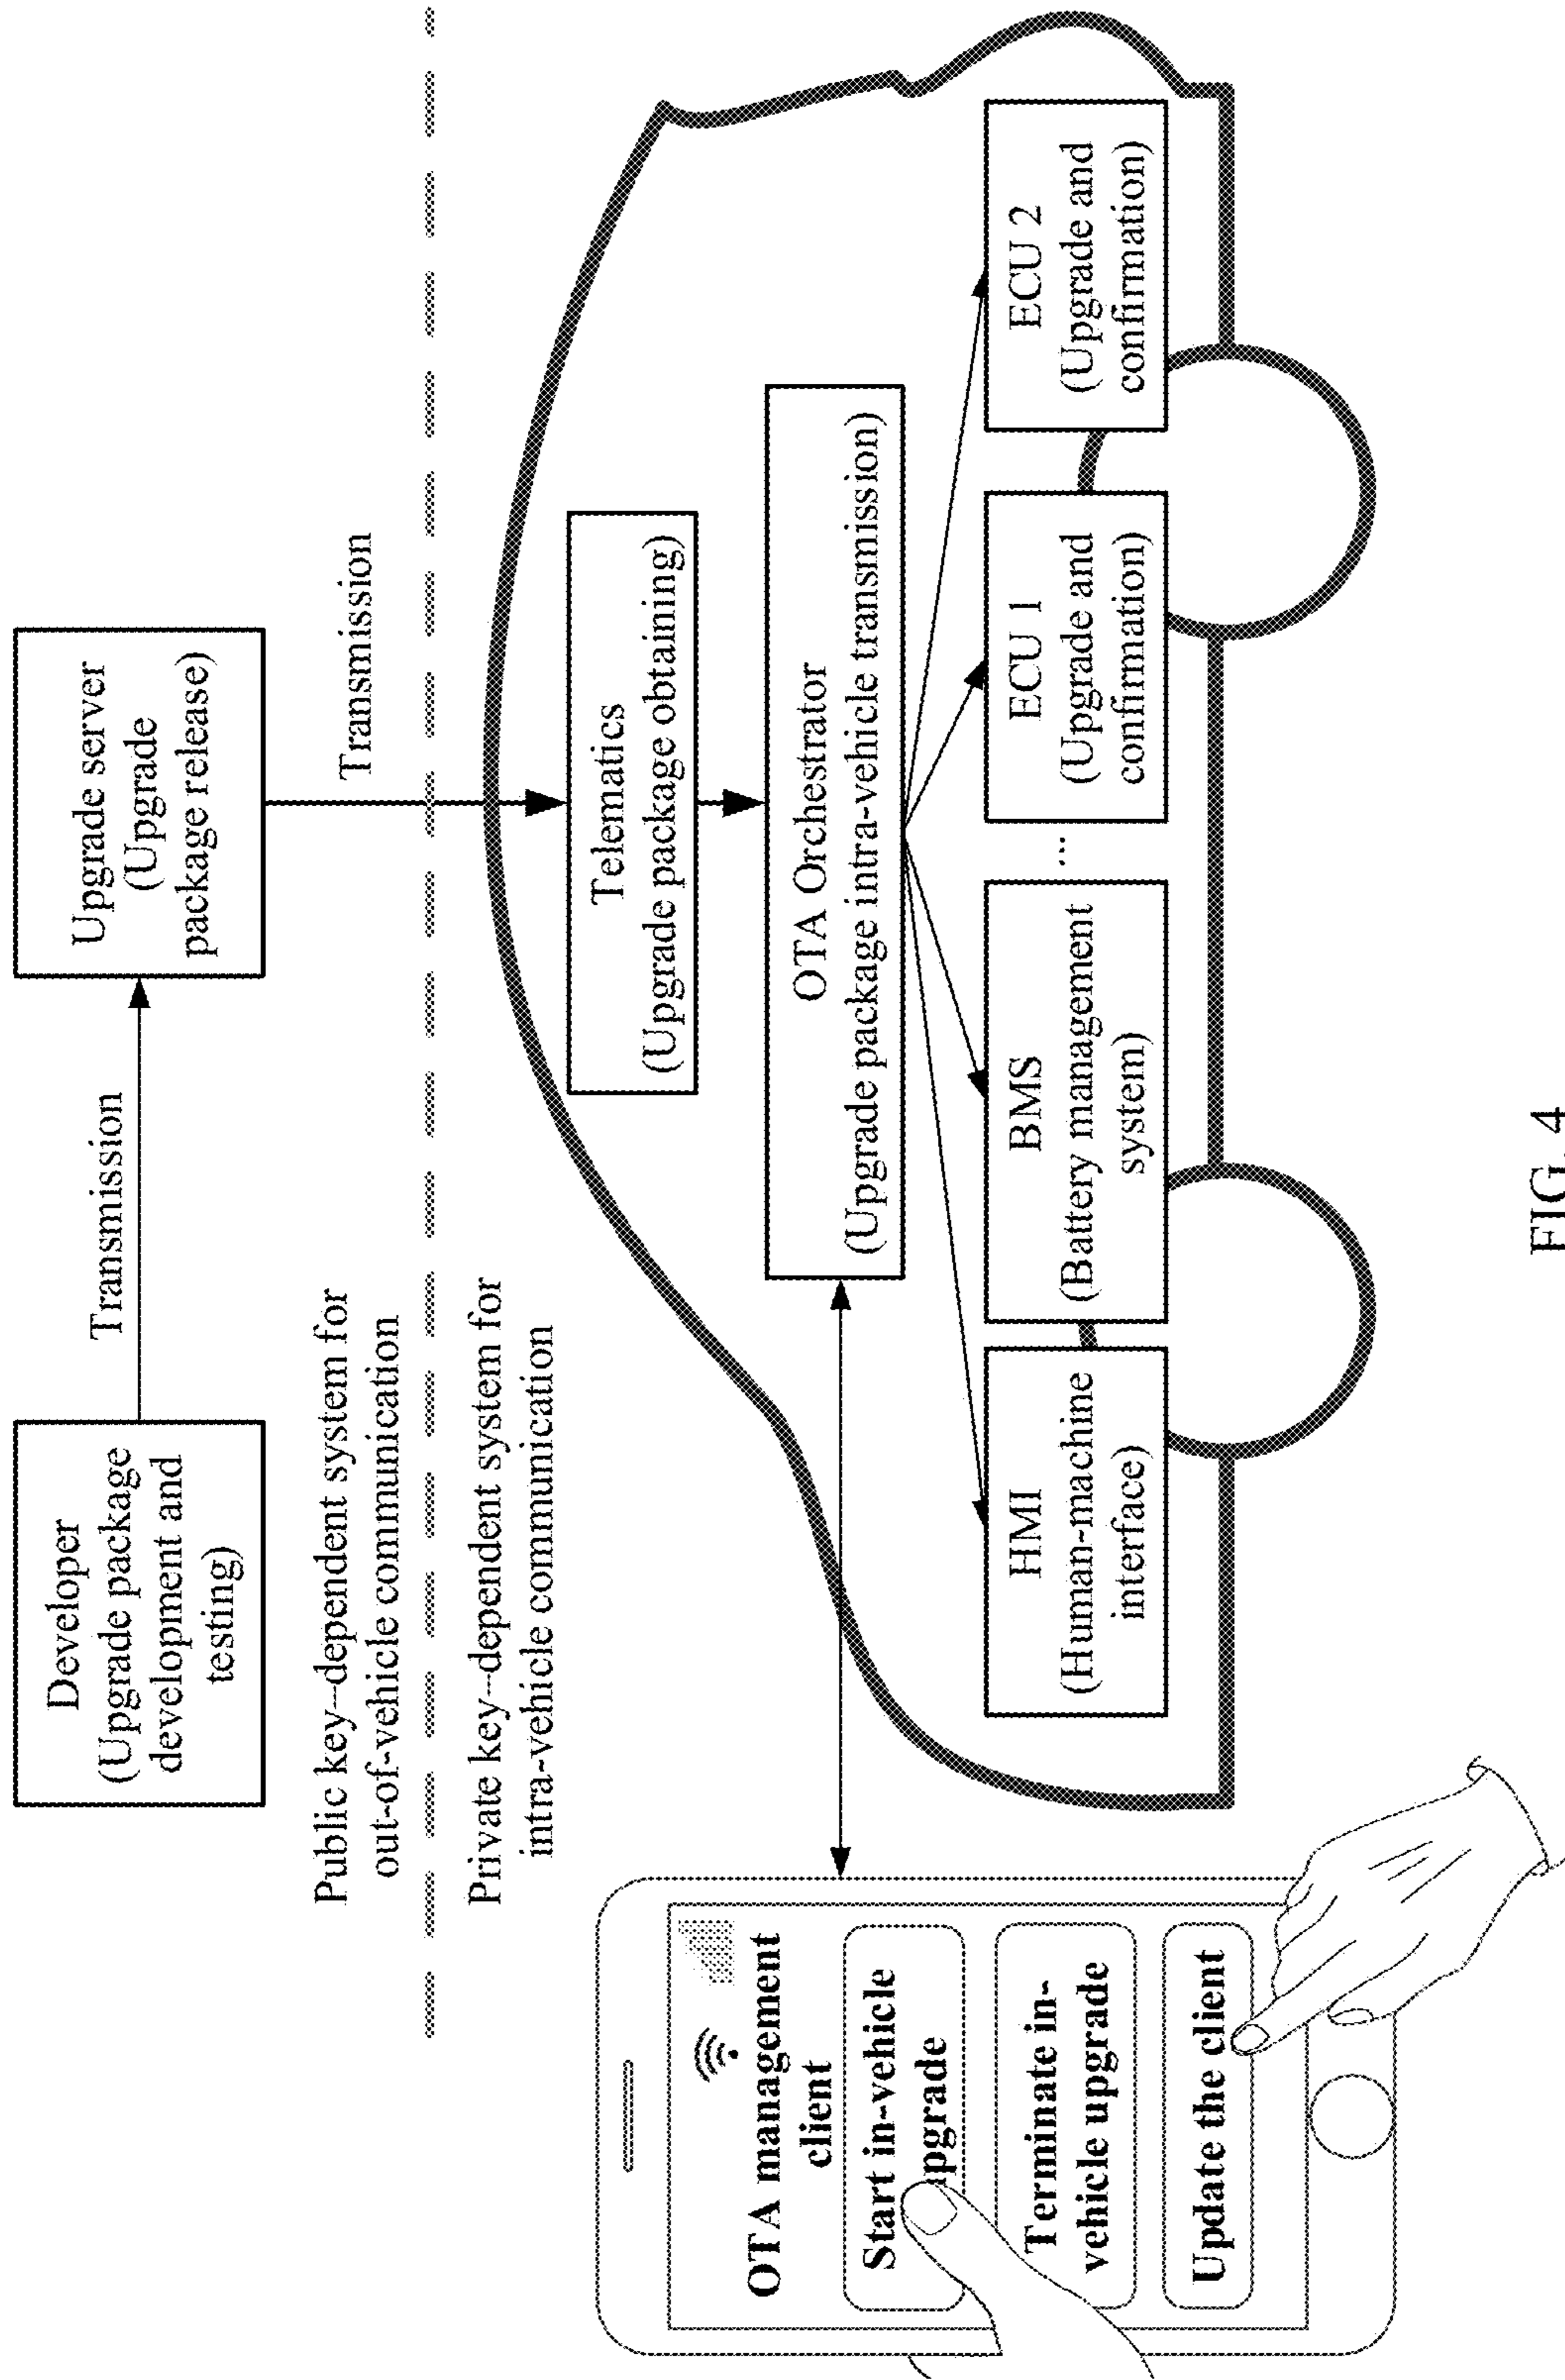 Developer
(Upgrade package
development and
testing)
Transmission
Upgrade server
(Upgrade
package release)
Public key--dependent system for
out-of-vehicle communication
Transmission
Private key--dependent system for
intra-vehicle communication
Telematics
(Upgrade package obtaining)
OTA Orchestrator
(Upgrade package intra-vehicle transmission)
OTA management
client
Start in-vehicle
upgrade
Terminate in-
vehicle upgrade
Update the client
HMI
(Human-machine
interface)
BMS
(Battery management
system)
...
ECU 1
(Upgrade and
confirmation)
ECU 2
(Upgrade and
confirmation)
FIG. 4